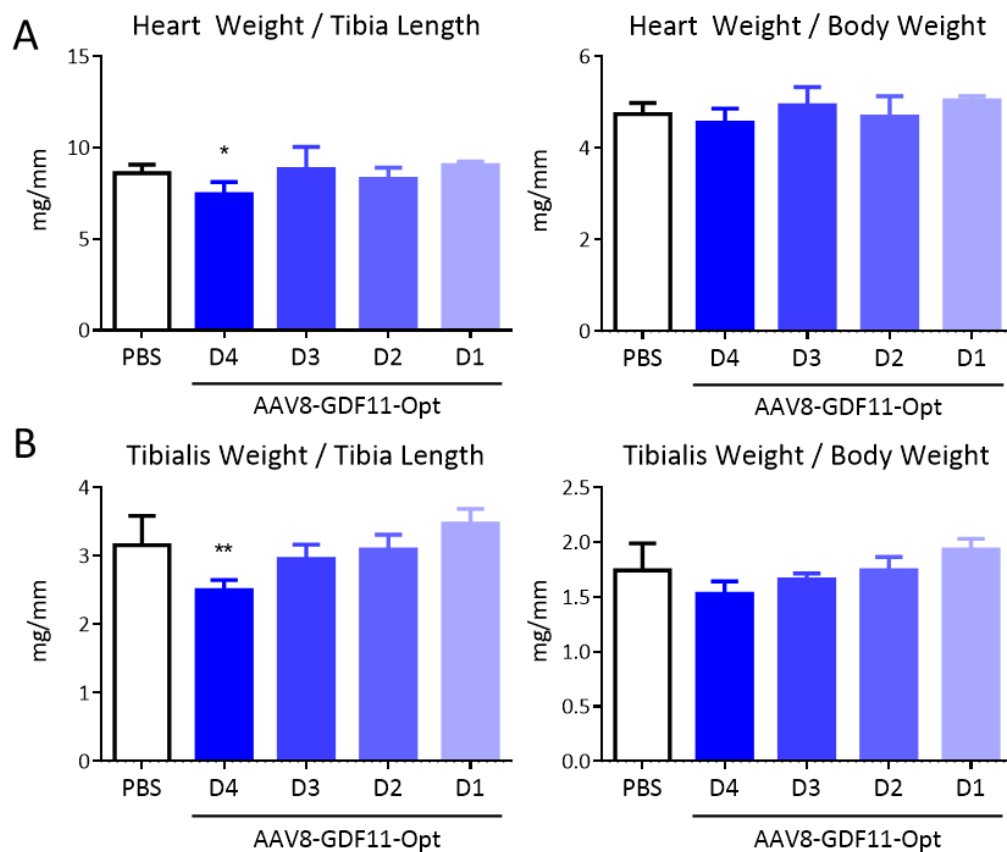 A
Heart Weight / Tibia Length
15
10
5
0
mg/mm
*
PBS D4 D3 D2 D1
AAV8-GDF11-Opt
Heart Weight / Body Weight
6
4
2
0
mg/mm
PBS D4 D3 D2 D1
AAV8-GDF11-Opt
B
Tibialis Weight / Tibia Length
4
3
2
1
0
mg/mm
**
PBS D4 D3 D2 D1
AAV8-GDF11-Opt
Tibialis Weight / Body Weight
2.5
2.0
1.5
1.0
0.5
0.0
mg/mm
PBS D4 D3 D2 D1
AAV8-GDF11-Opt